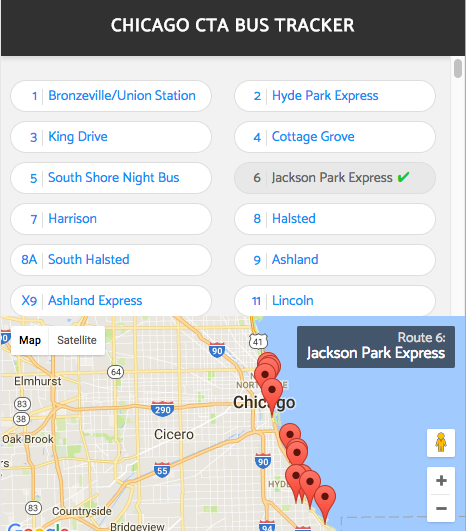 CHICAGO CTA BUS TRACKER
1 Bronzeville/Union Station
2 Hyde Park Express
3 King Drive
4 Cottage Grove
5 South Shore Night Bus
6 Jackson Park Express ✔
7 Harrison
8 Halsted
8A South Halsted
9 Ashland
X9 Ashland Express
11 Lincoln
Map Satellite
Route 6:
Jackson Park Express
41
90
Elmhurst
64
Chicago
83
290
38
Cicero
Oak Brook
94
55
90
HYDE
83
Countryside
Bridgeview
Google
+
−